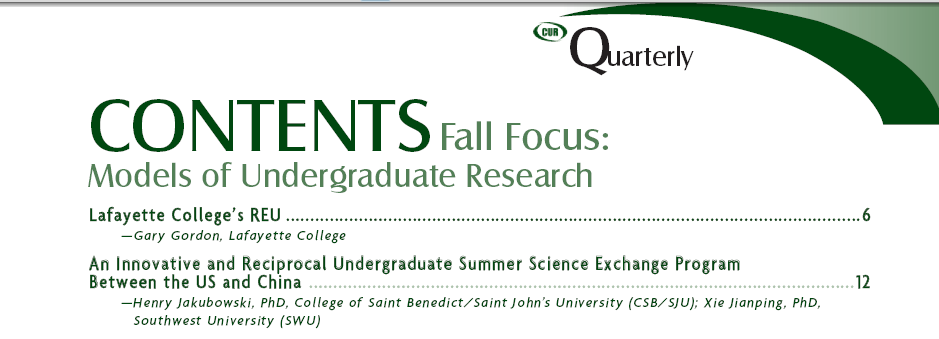 CUR
Quarterly
CONTENTS Fall Focus:
Models of Undergraduate Research
Lafayette College's REU ........................................................................................................................6
—Gary Gordon, Lafayette College
An Innovative and Reciprocal Undergraduate Summer Science Exchange Program
Between the US and China ...................................................................................................................12
—Henry Jakubowski, PhD, College of Saint Benedict/Saint John's University (CSB/SJU); Xie Jianping, PhD,
Southwest University (SWU)